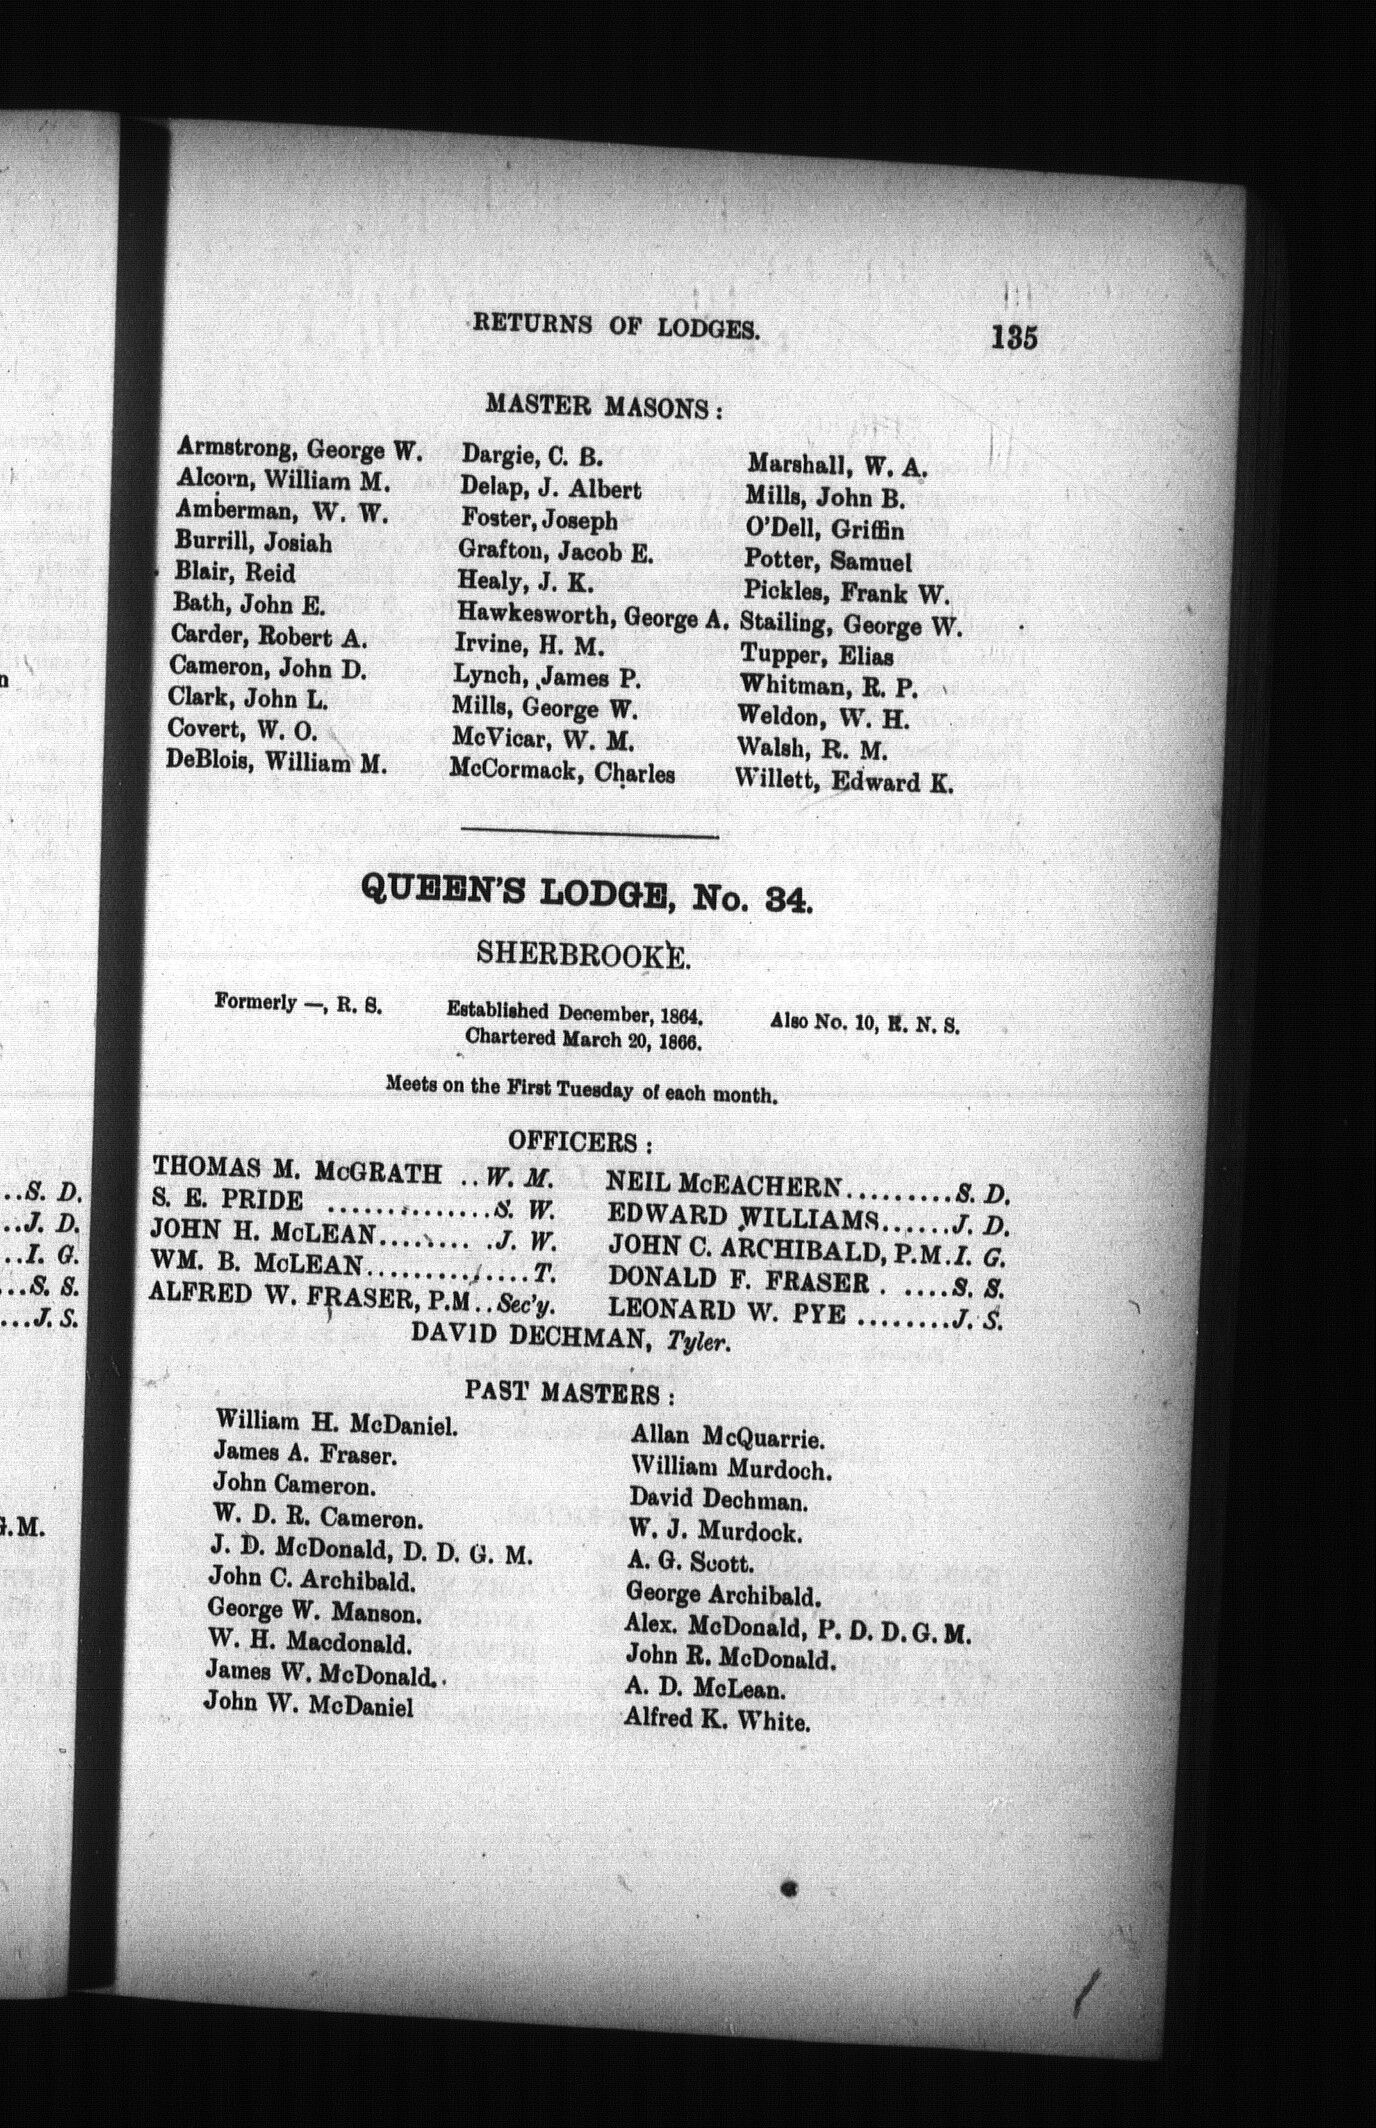 RETURNS OF LODGES. 135
MASTER MASONS:
Armstrong, George W.
Alcorn, William M.
Amberman, W. W.
Burrill, Josiah
Blair, Reid
Bath, John E.
Carder, Robert A.
Cameron, John D.
Clark, John L.
Covert, W. O.
DeBlois, William M.
Dargie, C. B.
Delap, J. Albert
Foster, Joseph
Grafton, Jacob E.
Healy, J. K.
Hawkesworth, George A.
Irvine, H. M.
Lynch, James P.
Mills, George W.
McVicar, W. M.
McCormack, Charles
Marshall, W. A.
Mills, John B.
O'Dell, Griffin
Potter, Samuel
Pickles, Frank W.
Stailing, George W.
Tupper, Elias
Whitman, R. P.
Weldon, W. H.
Walsh, R. M.
Willett, Edward K.
QUEEN'S LODGE, No. 34.
SHERBROOKE.
Formerly —, R. S.
Established December, 1864.
Chartered March 20, 1866.
Also No. 10, R. N. S.
Meets on the First Tuesday of each month.
OFFICERS:
THOMAS M. McGRATH ..W. M.
S. E. PRIDE ..............S. W.
JOHN H. McLEAN..........J. W.
WM. B. McLEAN..............T.
ALFRED W. FRASER, P.M..Sec'y.
NEIL McEACHERN.........S. D.
EDWARD WILLIAMS......J. D.
JOHN C. ARCHIBALD, P.M.I. G.
DONALD F. FRASER . ....S. S.
LEONARD W. PYE ........J. S.
DAVID DECHMAN, Tyler.
PAST MASTERS:
William H. McDaniel.
James A. Fraser.
John Cameron.
W. D. R. Cameron.
J. D. McDonald, D. D. G. M.
John C. Archibald.
George W. Manson.
W. H. Macdonald.
James W. McDonald.
John W. McDaniel
Allan McQuarrie.
William Murdoch.
David Dechman.
W. J. Murdock.
A. G. Scott.
George Archibald.
Alex. McDonald, P. D. D. G. M.
John R. McDonald.
A. D. McLean.
Alfred K. White.
..S. D.
..J. D.
...I. G.
...S. S.
...J. S.
G.M.